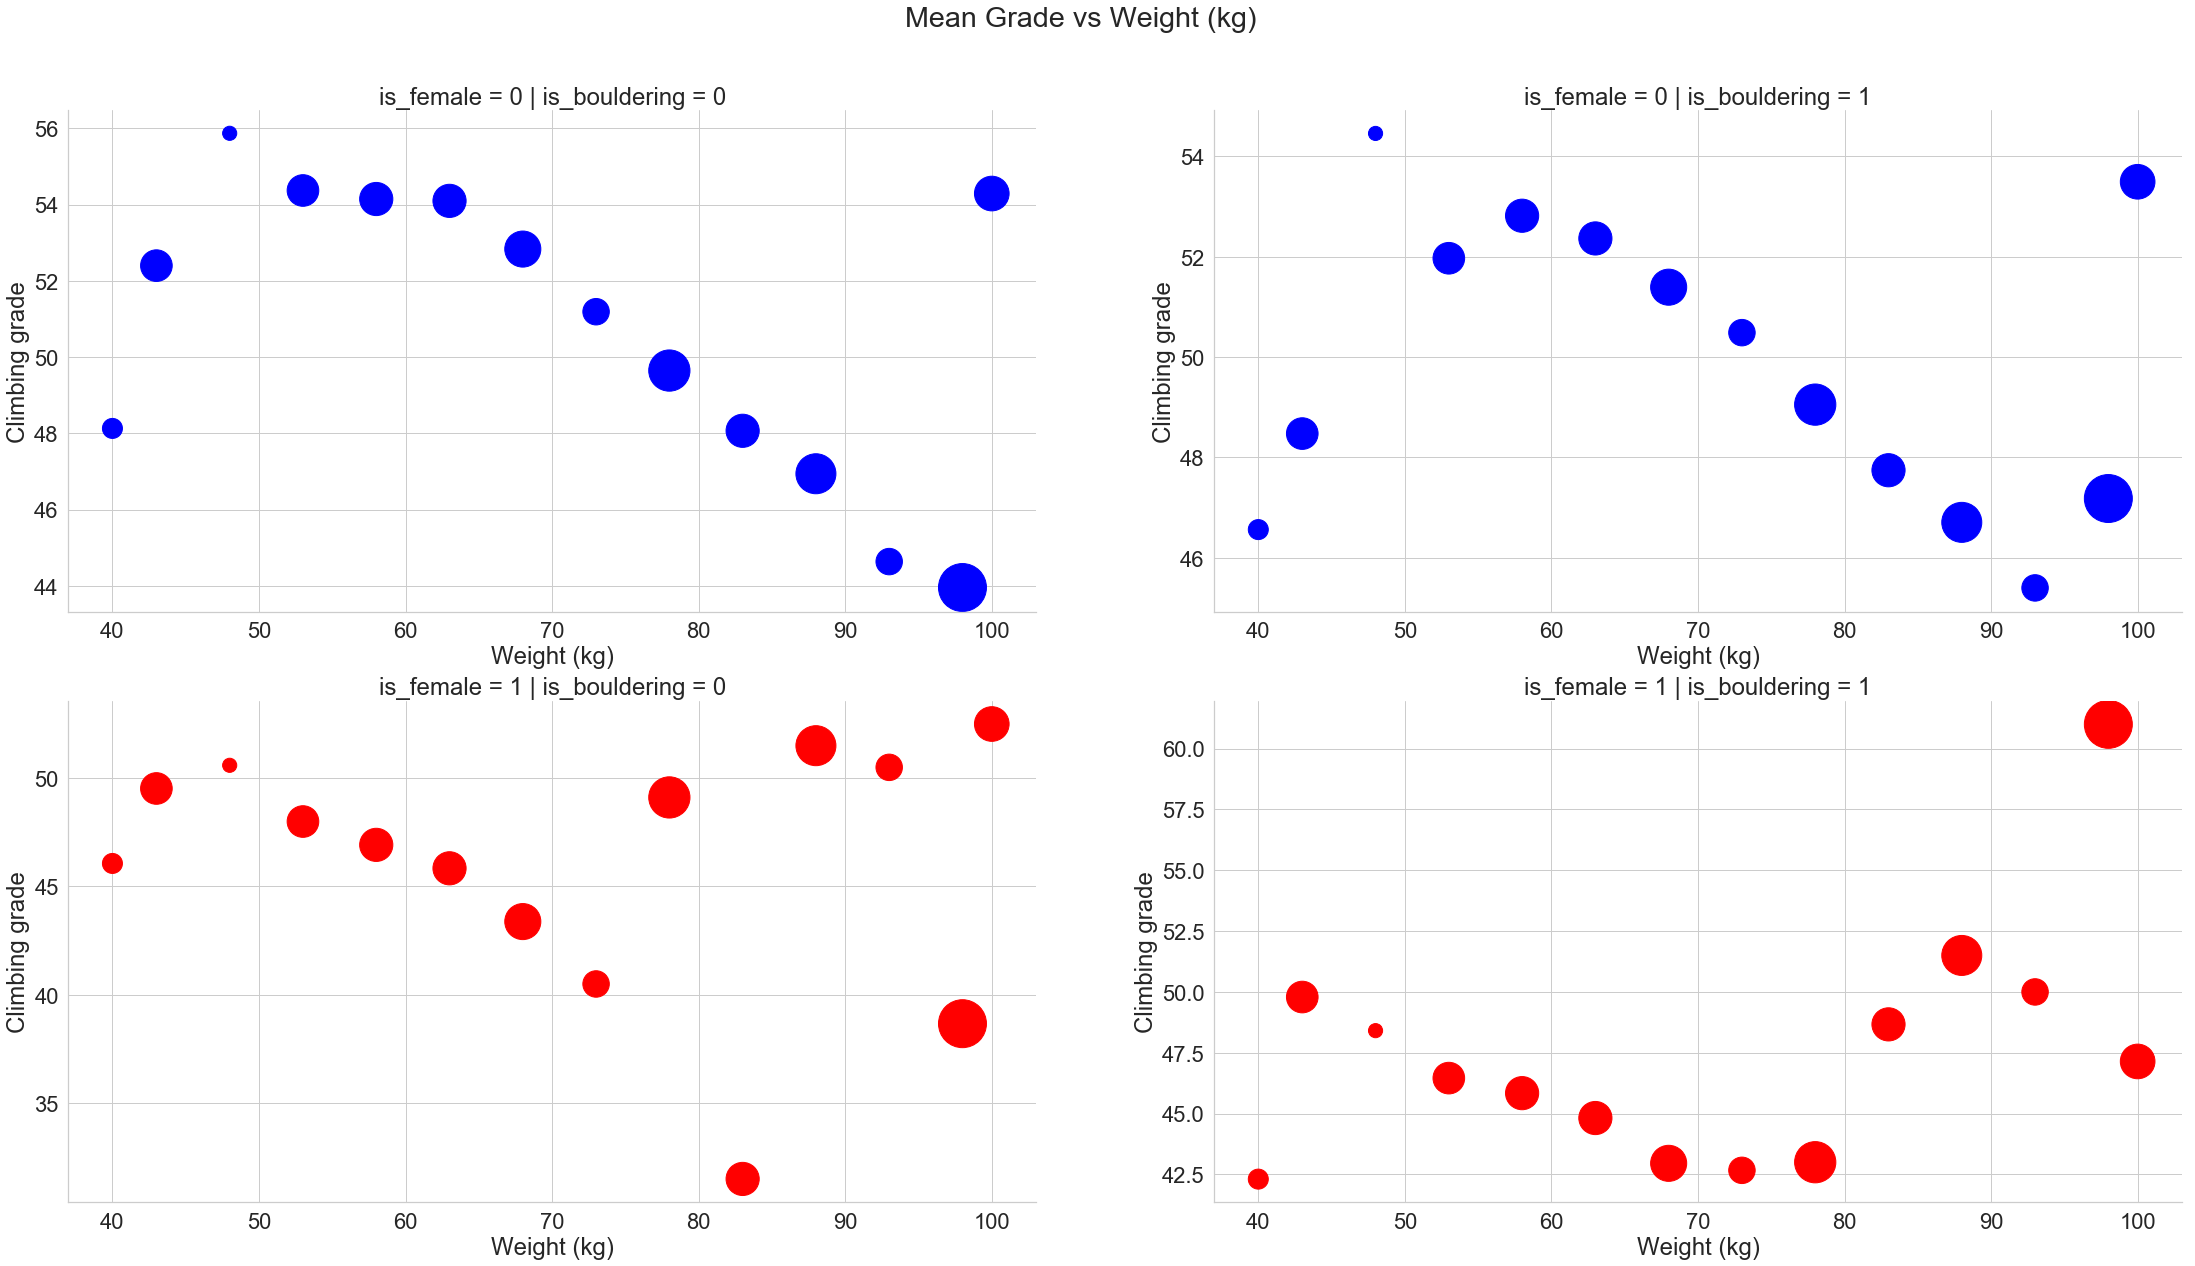 Mean Grade vs Weight (kg)
is_female = 0 | is_bouldering = 0
56
54
52
50
48
46
44
Climbing grade
40 50 60 70 80 90 100
Weight (kg)
is_female = 0 | is_bouldering = 1
54
52
50
48
46
Climbing grade
40 50 60 70 80 90 100
Weight (kg)
is_female = 1 | is_bouldering = 0
50
45
40
35
Climbing grade
40 50 60 70 80 90 100
Weight (kg)
is_female = 1 | is_bouldering = 1
60.0
57.5
55.0
52.5
50.0
47.5
45.0
42.5
Climbing grade
40 50 60 70 80 90 100
Weight (kg)